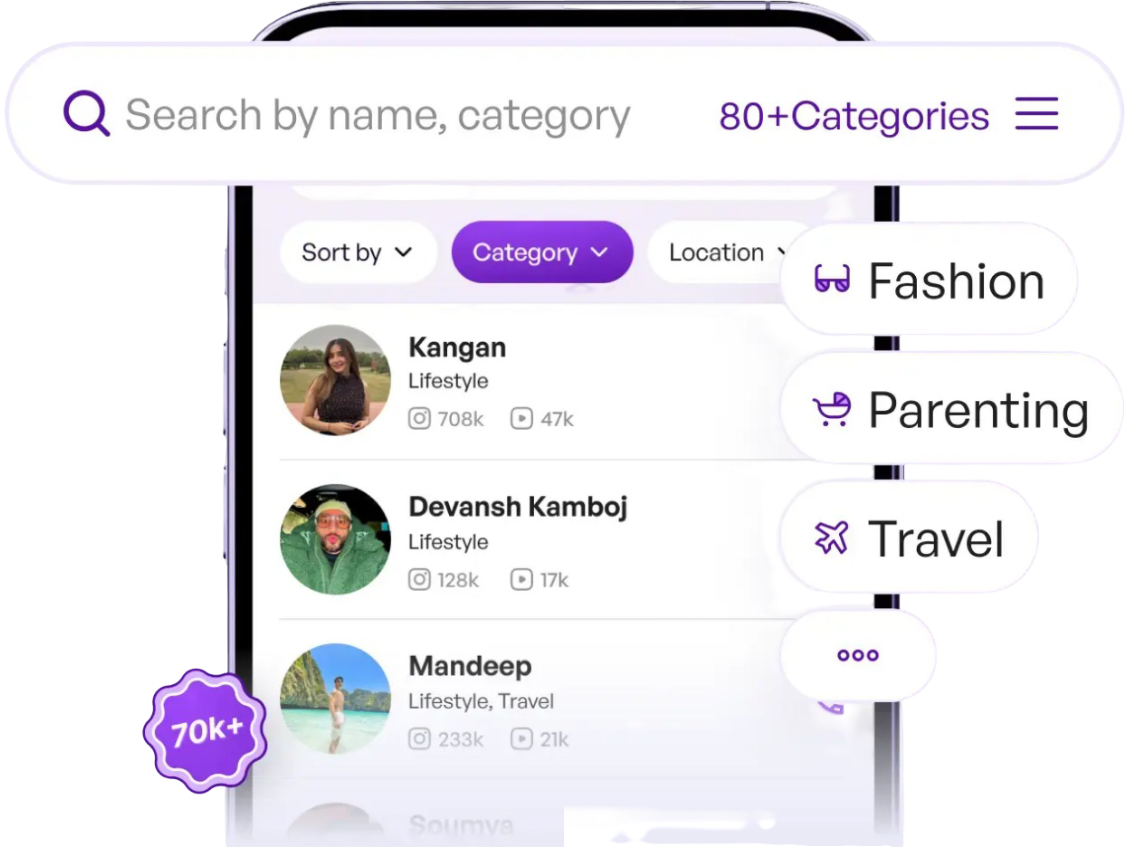 Search by name, category
80+Categories
Sort by
Category
Location
Fashion
Kangan
Lifestyle
708k
47k
Parenting
Devansh Kamboj
Lifestyle
128k
17k
Travel
Mandeep
Lifestyle, Travel
233k
21k
70k+
Soumya